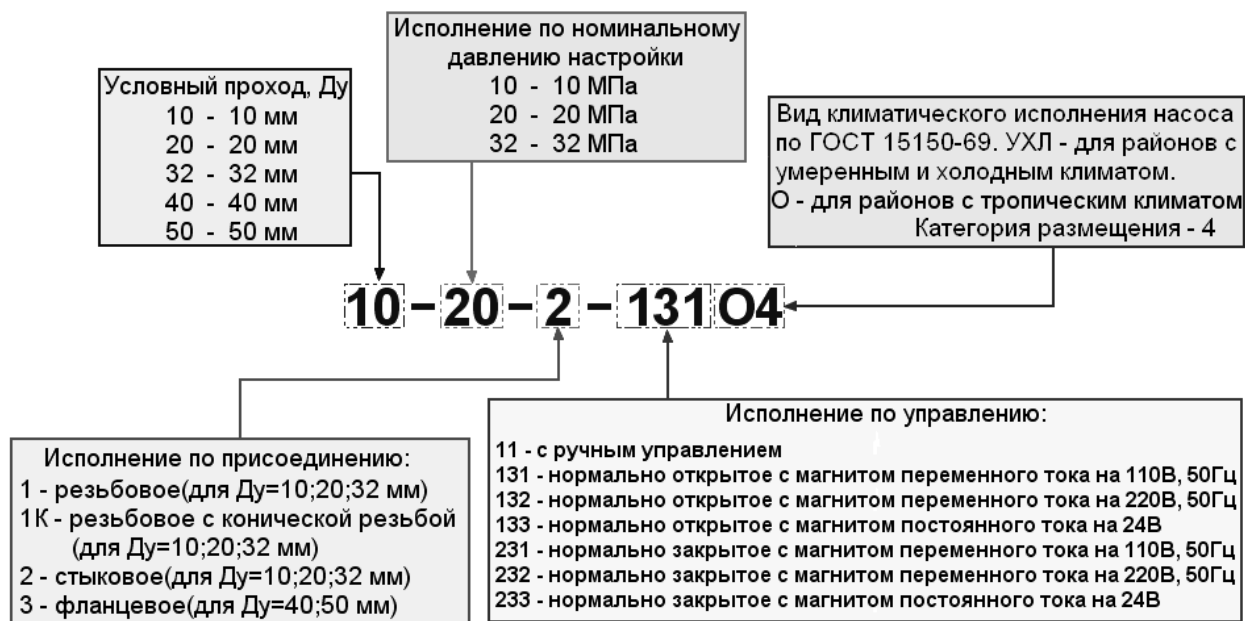 Условный проход, Ду
10 - 10 мм
20 - 20 мм
32 - 32 мм
40 - 40 мм
50 - 50 мм
Исполнение по номинальному
давлению настройки
10 - 10 МПа
20 - 20 МПа
32 - 32 МПа
Вид климатического исполнения насоса
по ГОСТ 15150-69. УХЛ - для районов с
умеренным и холодным климатом.
О - для районов с тропическим климатом
Категория размещения - 4
10-20-2-131О4
Исполнение по присоединению:
1 - резьбовое(для Ду=10;20;32 мм)
1К - резьбовое с конической резьбой
(для Ду=10;20;32 мм)
2 - стыковое(для Ду=10;20;32 мм)
3 - фланцевое(для Ду=40;50 мм)
Исполнение по управлению:
11 - с ручным управлением
131 - нормально открытое с магнитом переменного тока на 110В, 50Гц
132 - нормально открытое с магнитом переменного тока на 220В, 50Гц
133 - нормально открытое с магнитом постоянного тока на 24В
231 - нормально закрытое с магнитом переменного тока на 110В, 50Гц
232 - нормально закрытое с магнитом переменного тока на 220В, 50Гц
233 - нормально закрытое с магнитом постоянного тока на 24В